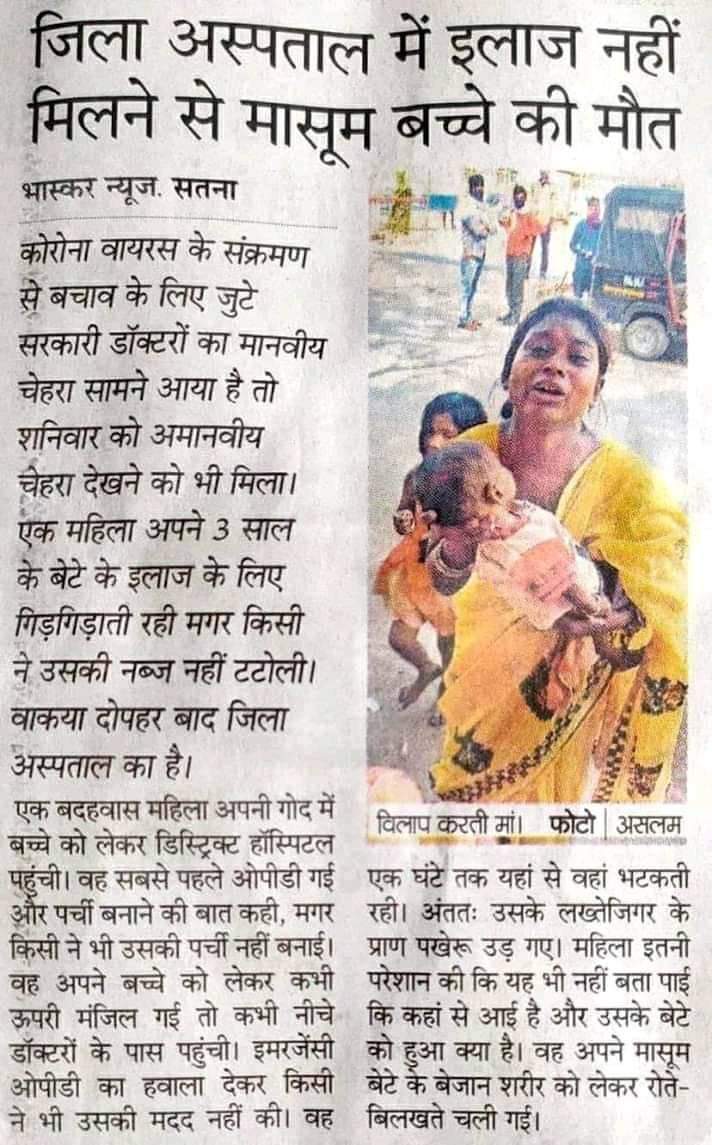 जिला अस्पताल में इलाज नहीं
मिलने से मासूम बच्चे की मौत
भास्कर न्यूज. सतना
कोरोना वायरस के संक्रमण
से बचाव के लिए जुटे
सरकारी डॉक्टरों का मानवीय
चेहरा सामने आया है तो
शनिवार को अमानवीय
चेहरा देखने को भी मिला।
एक महिला अपने 3 साल
के बेटे के इलाज के लिए
गिड़गिड़ाती रही मगर किसी
ने उसकी नब्ज नहीं टटोली।
वाकया दोपहर बाद जिला
अस्पताल का है।
एक बदहवास महिला अपनी गोद में
बच्चे को लेकर डिस्ट्रिक्ट हॉस्पिटल
पहुंची। वह सबसे पहले ओपीडी गई
और पर्ची बनाने की बात कही, मगर
किसी ने भी उसकी पर्ची नहीं बनाई।
वह अपने बच्चे को लेकर कभी
ऊपरी मंजिल गई तो कभी नीचे
डॉक्टरों के पास पहुंची। इमरजेंसी
ओपीडी का हवाला देकर किसी
ने भी उसकी मदद नहीं की। वह
विलाप करती मां। फोटो | असलम
एक घंटे तक यहां से वहां भटकती
रही। अंततः उसके लख्तेजिगर के
प्राण पखेरू उड़ गए। महिला इतनी
परेशान की कि यह भी नहीं बता पाई
कि कहां से आई है और उसके बेटे
को हुआ क्या है। वह अपने मासूम
बेटे के बेजान शरीर को लेकर रोते-
बिलखते चली गई।